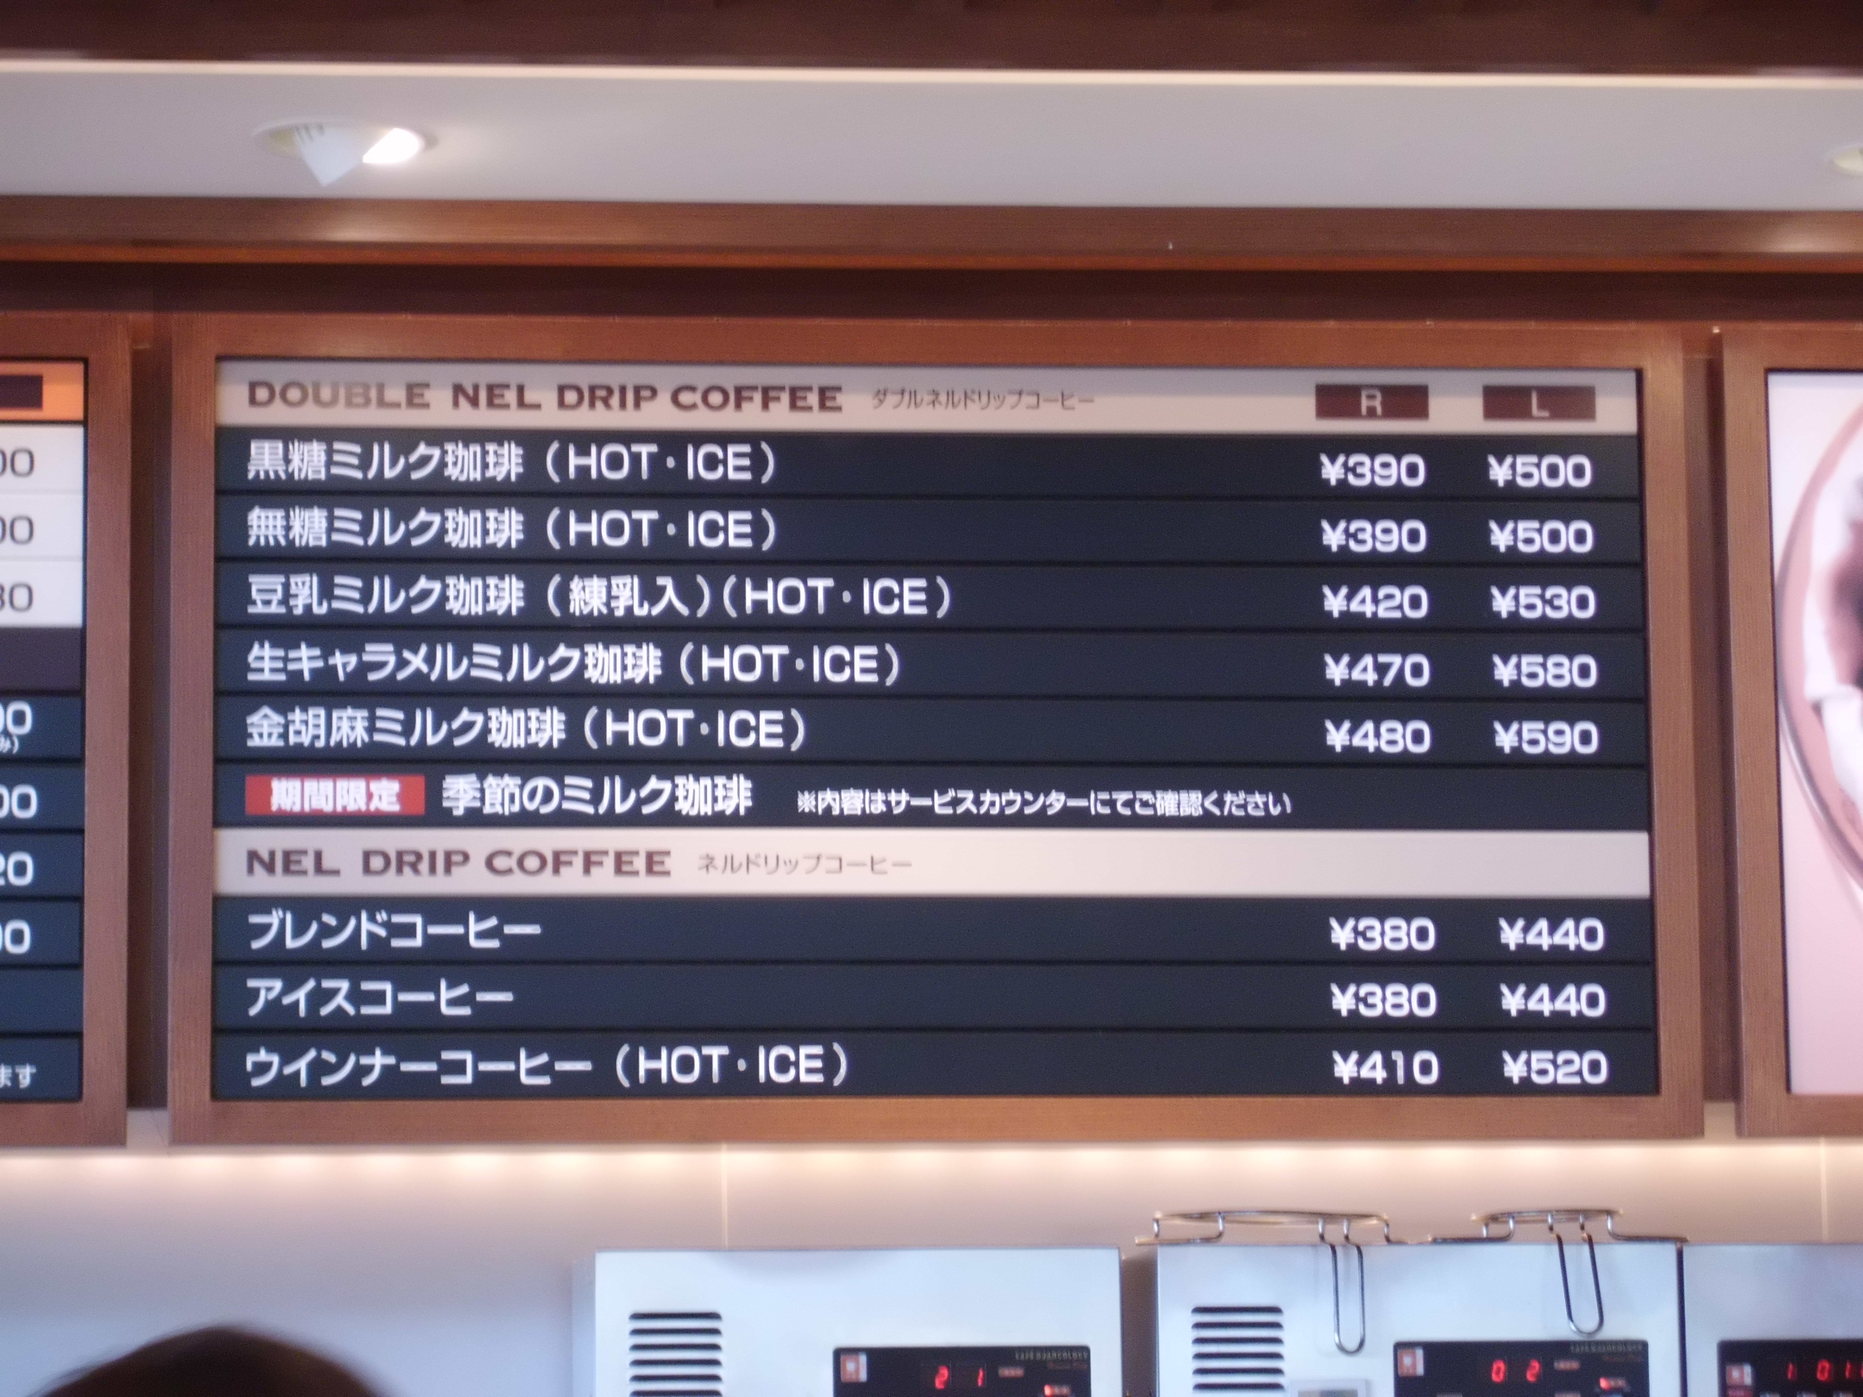 DOUBLE NEL DRIP COFFEE ダブルネルドリップコーヒー R L
黒糖ミルク珈琲（HOT・ICE） ¥390 ¥500
無糖ミルク珈琲（HOT・ICE） ¥390 ¥500
豆乳ミルク珈琲（練乳入）（HOT・ICE） ¥420 ¥530
生キャラメルミルク珈琲（HOT・ICE） ¥470 ¥580
金胡麻ミルク珈琲（HOT・ICE） ¥480 ¥590
期間限定 季節のミルク珈琲 ※内容はサービスカウンターにてご確認ください
NEL DRIP COFFEE ネルドリップコーヒー
ブレンドコーヒー ¥380 ¥440
アイスコーヒー ¥380 ¥440
ウインナーコーヒー（HOT・ICE） ¥410 ¥520
ます
21
02